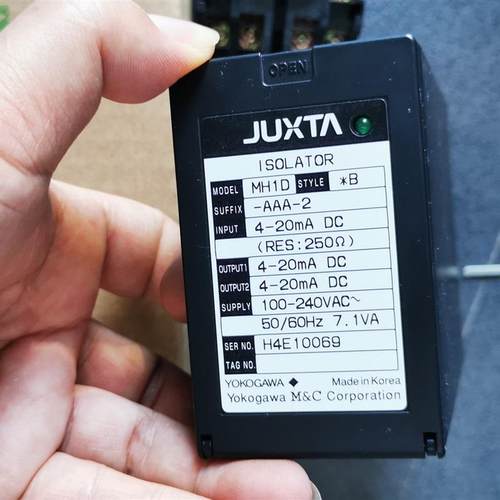 OPEN
JUXTA
ISOLATOR
MODEL MH1D STYLE *B
SUFFIX -AAA-2
INPUT 4-20mA DC
(RES:250Ω)
OUTPUT1 4-20mA DC
OUTPUT2 4-20mA DC
SUPPLY 100-240VAC~
50/60Hz 7.1VA
SER NO. H4E10069
TAG NO.
YOKOGAWA ◆ Made in Korea
Yokogawa M&C Corporation